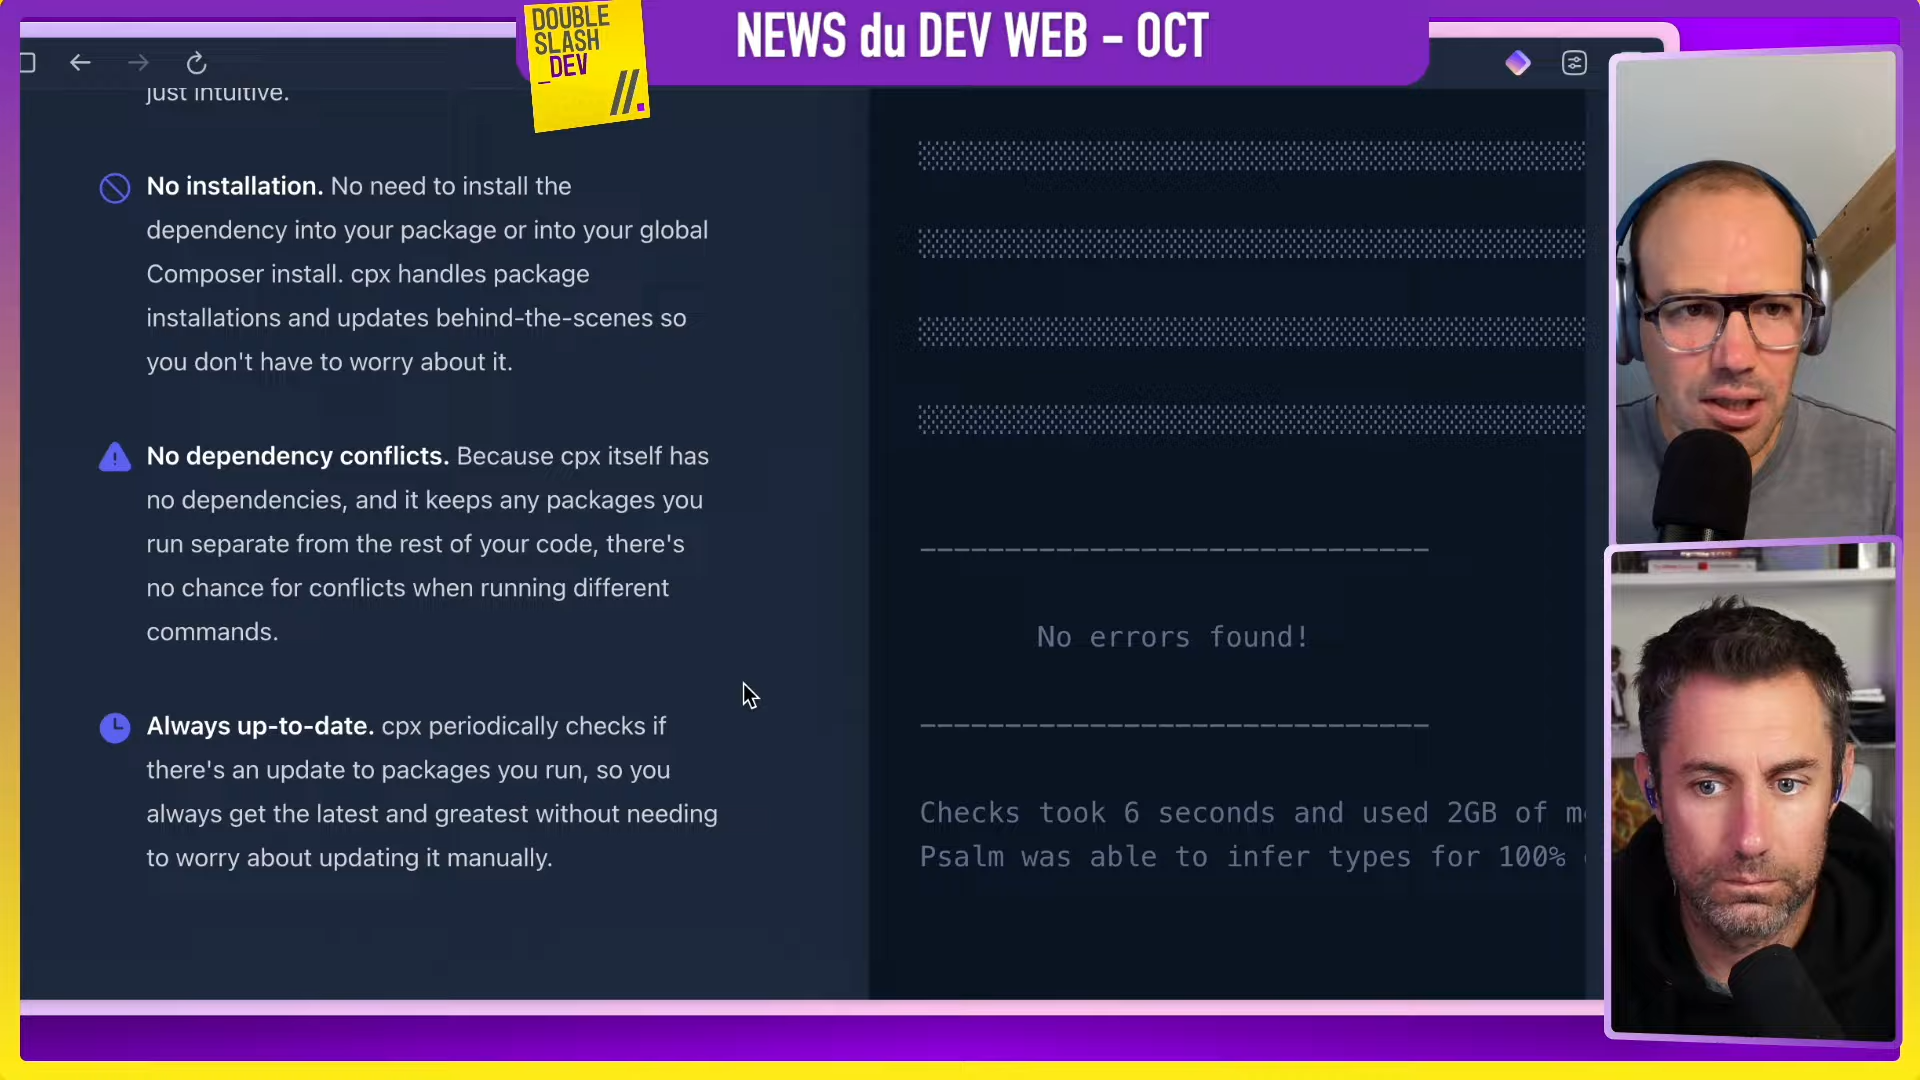 DOUBLE
SLASH
_DEV
//.
NEWS du DEV WEB - OCT
just intuitive.
No installation. No need to install the
dependency into your package or into your global
Composer install. cpx handles package
installations and updates behind-the-scenes so
you don't have to worry about it.
No dependency conflicts. Because cpx itself has
no dependencies, and it keeps any packages you
run separate from the rest of your code, there's
no chance for conflicts when running different
commands.
Always up-to-date. cpx periodically checks if
there's an update to packages you run, so you
always get the latest and greatest without needing
to worry about updating it manually.
------------------------------
No errors found!
------------------------------
Checks took 6 seconds and used 2GB of
Psalm was able to infer types for 100%